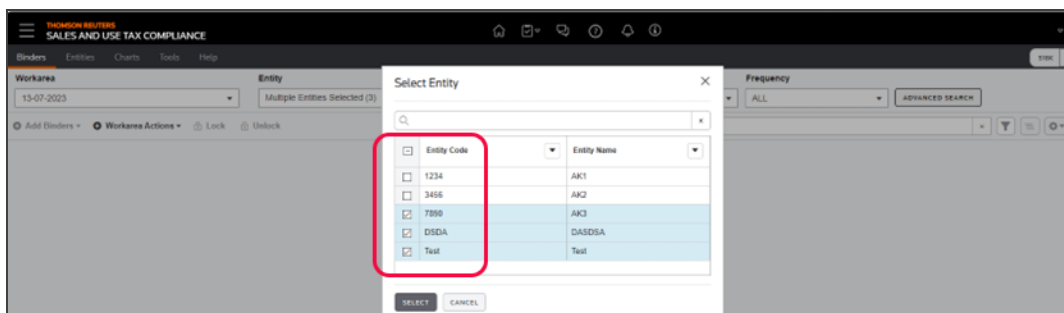 THOMSON REUTERS
SALES AND USE TAX COMPLIANCE
Binders Entities Charts Tools Help
Workarea Entity Frequency
13-07-2023 Multiple Entities Selected (3) ALL ADVANCED SEARCH
Add Binders Workarea Actions Lock Unlock
Select Entity
Entity Code Entity Name
1234 AK1
3456 AK2
7890 AK3
DSDA DASDSA
Test Test
SELECT CANCEL